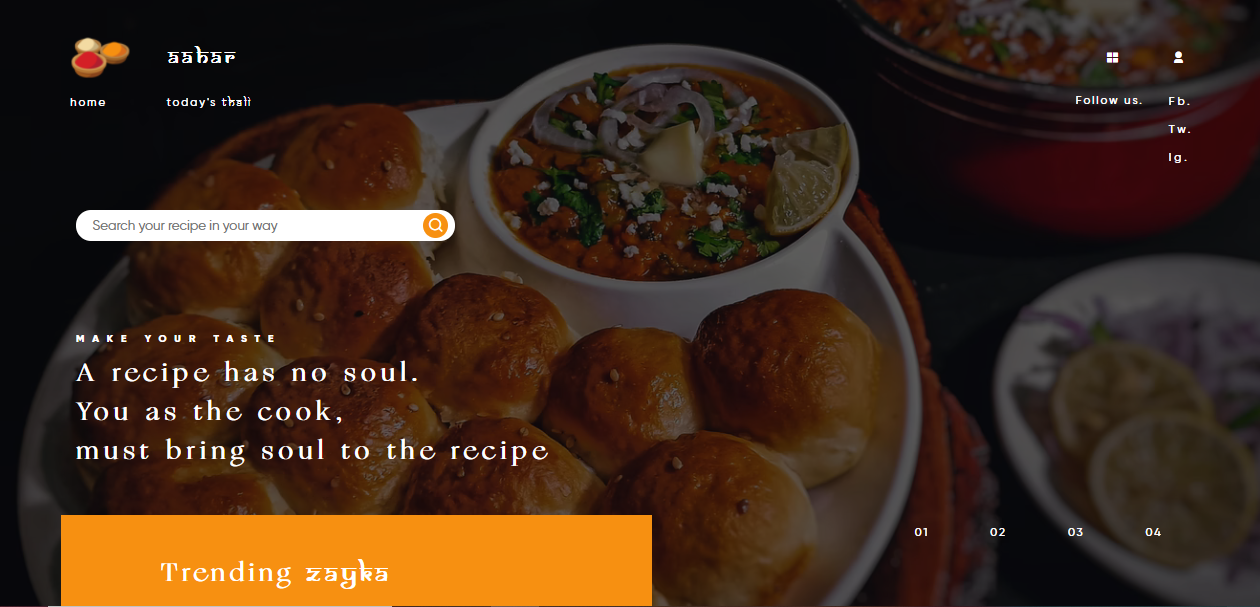 aahar
home
today's thali
Follow us.
Fb.
Tw.
Ig.
Search your recipe in your way
MAKE YOUR TASTE
A recipe has no soul.
You as the cook,
must bring soul to the recipe
01
02
03
04
Trending zayka